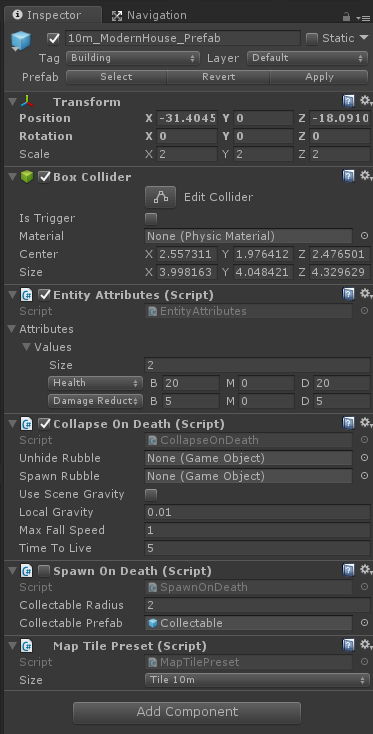 Inspector Navigation
10m_ModernHouse_Prefab Static
Tag Building Layer Default
Prefab Select Revert Apply
Transform
Position X -31.4045 Y 0 Z -18.0910
Rotation X 0 Y 0 Z 0
Scale X 2 Y 2 Z 2
Box Collider
Edit Collider
Is Trigger
Material None (Physic Material)
Center X 2.557311 Y 1.976412 Z 2.476501
Size X 3.998163 Y 4.048421 Z 4.329629
Entity Attributes (Script)
Script EntityAttributes
Attributes
Values
Size 2
Health B 20 M 0 D 20
Damage Reduct B 5 M 0 D 5
Collapse On Death (Script)
Script CollapseOnDeath
Unhide Rubble None (Game Object)
Spawn Rubble None (Game Object)
Use Scene Gravity
Local Gravity 0.01
Max Fall Speed 1
Time To Live 5
Spawn On Death (Script)
Script SpawnOnDeath
Collectable Radius 2
Collectable Prefab Collectable
Map Tile Preset (Script)
Script MapTilePreset
Size Tile 10m
Add Component